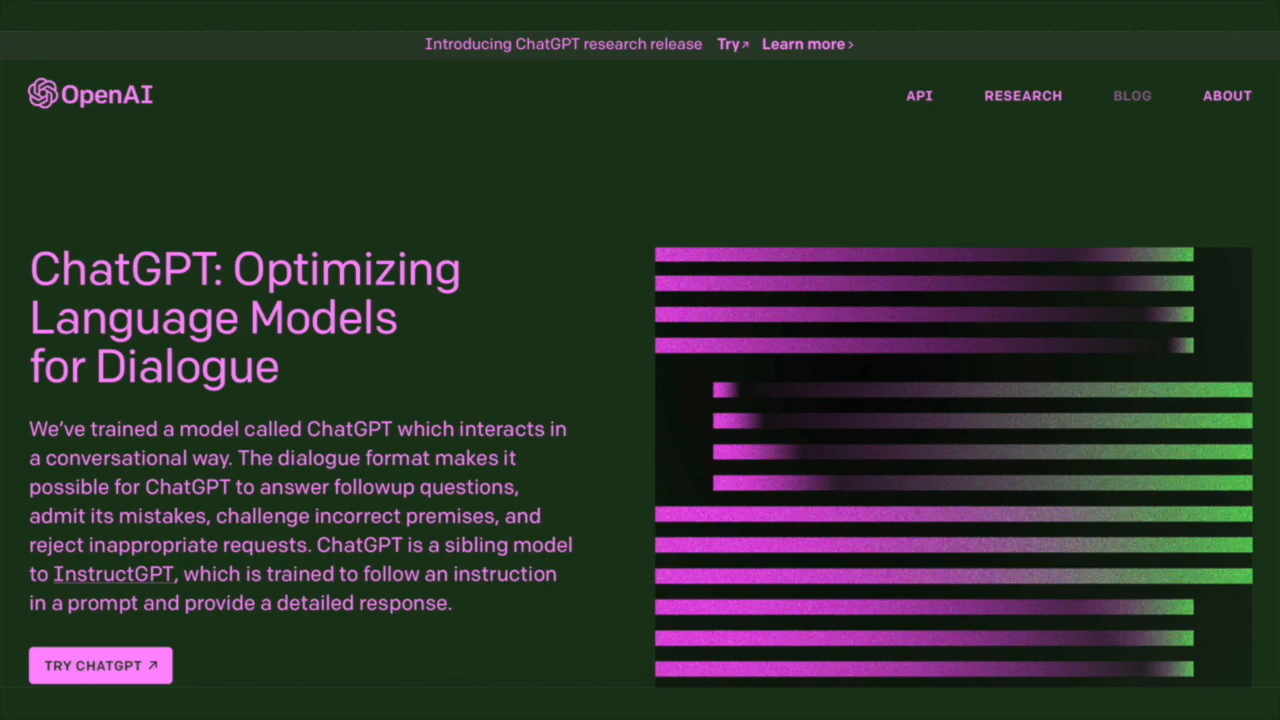 Introducing ChatGPT research release Try↗ Learn more ›
OpenAI
API RESEARCH BLOG ABOUT
ChatGPT: Optimizing
Language Models
for Dialogue
We’ve trained a model called ChatGPT which interacts in
a conversational way. The dialogue format makes it
possible for ChatGPT to answer followup questions,
admit its mistakes, challenge incorrect premises, and
reject inappropriate requests. ChatGPT is a sibling model
to InstructGPT, which is trained to follow an instruction
in a prompt and provide a detailed response.
TRY CHATGPT ↗